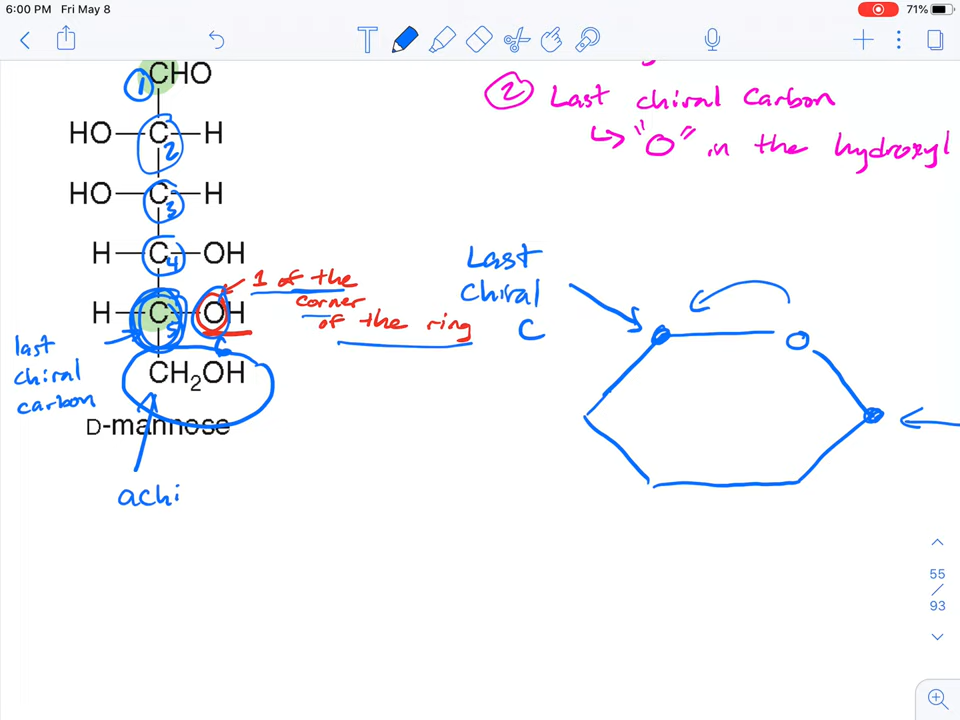 6:00 PM Fri May 8
71%
T
② Last chiral carbon
↳ "O" in the hydroxyl
1 CHO
HO—C—H
2
HO—C—H
3
H—C—OH
4
H—C—OH
5
6
CH₂OH
D-mannose
1 of the
corner
of the ring
last
chiral
carbon
achi
Last
chiral
C
O
55
/
93